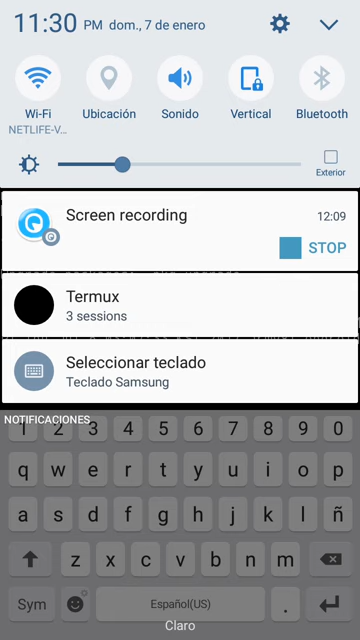 11:30 PM dom., 7 de enero
Wi-Fi Ubicación Sonido Vertical Bluetooth
NETLIFE-V...
Exterior
Screen recording 12:09
STOP
Termux
3 sessions
Seleccionar teclado
Teclado Samsung
NOTIFICACIONES
1 2 3 4 5 6 7 8 9 0
q w e r t y u i o p
a s d f g h j k l ñ
z x c v b n m
Sym Español(US) .
Claro